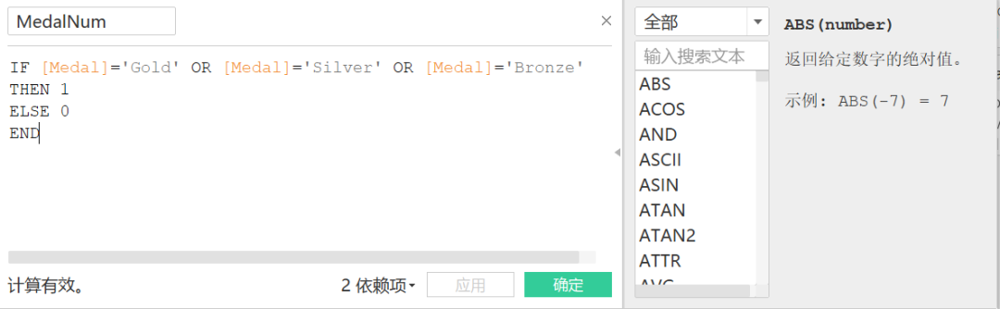 MedalNum
×
IF [Medal]='Gold' OR [Medal]='Silver' OR [Medal]='Bronze'
THEN 1
ELSE 0
END
计算有效。
2 依赖项
应用
确定
全部
输入搜索文本
ABS
ACOS
AND
ASCII
ASIN
ATAN
ATAN2
ATTR
AVG
ABS(number)
返回给定数字的绝对值。
示例: ABS(-7) = 7